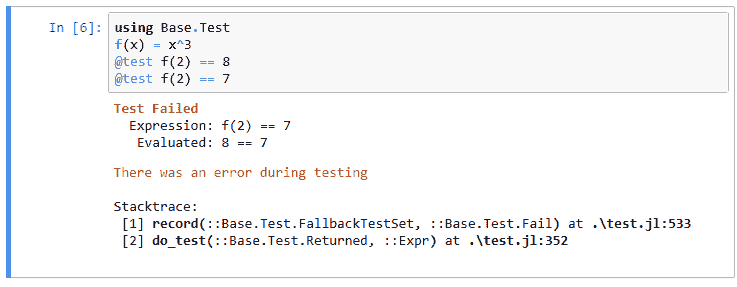 In [6]: using Base.Test
f(x) = x^3
@test f(2) == 8
@test f(2) == 7
Test Failed
  Expression: f(2) == 7
   Evaluated: 8 == 7
There was an error during testing
Stacktrace:
 [1] record(::Base.Test.FallbackTestSet, ::Base.Test.Fail) at .\test.jl:533
 [2] do_test(::Base.Test.Returned, ::Expr) at .\test.jl:352